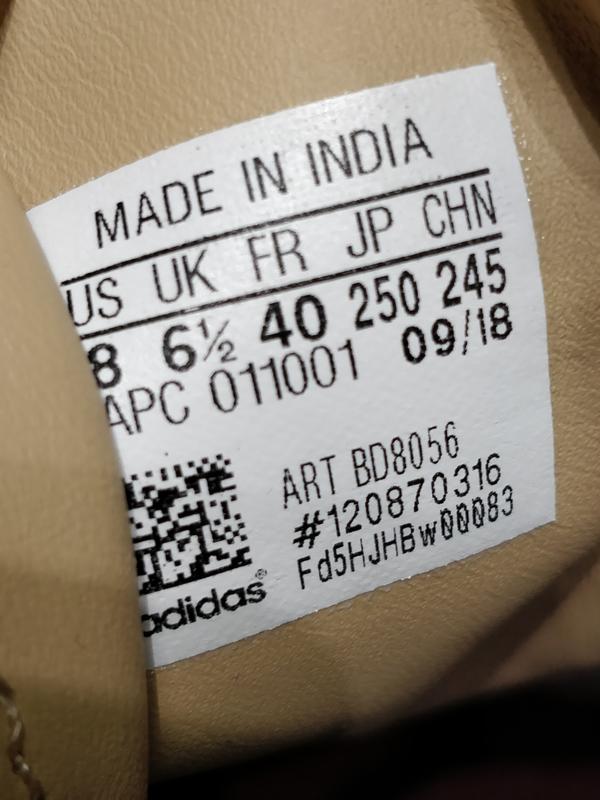 MADE IN INDIA
US UK FR JP CHN
8 6½ 40 250 245
APC 011001 09/18
ART BD8056
#120870316
Fd5HJHBw00083
adidas®